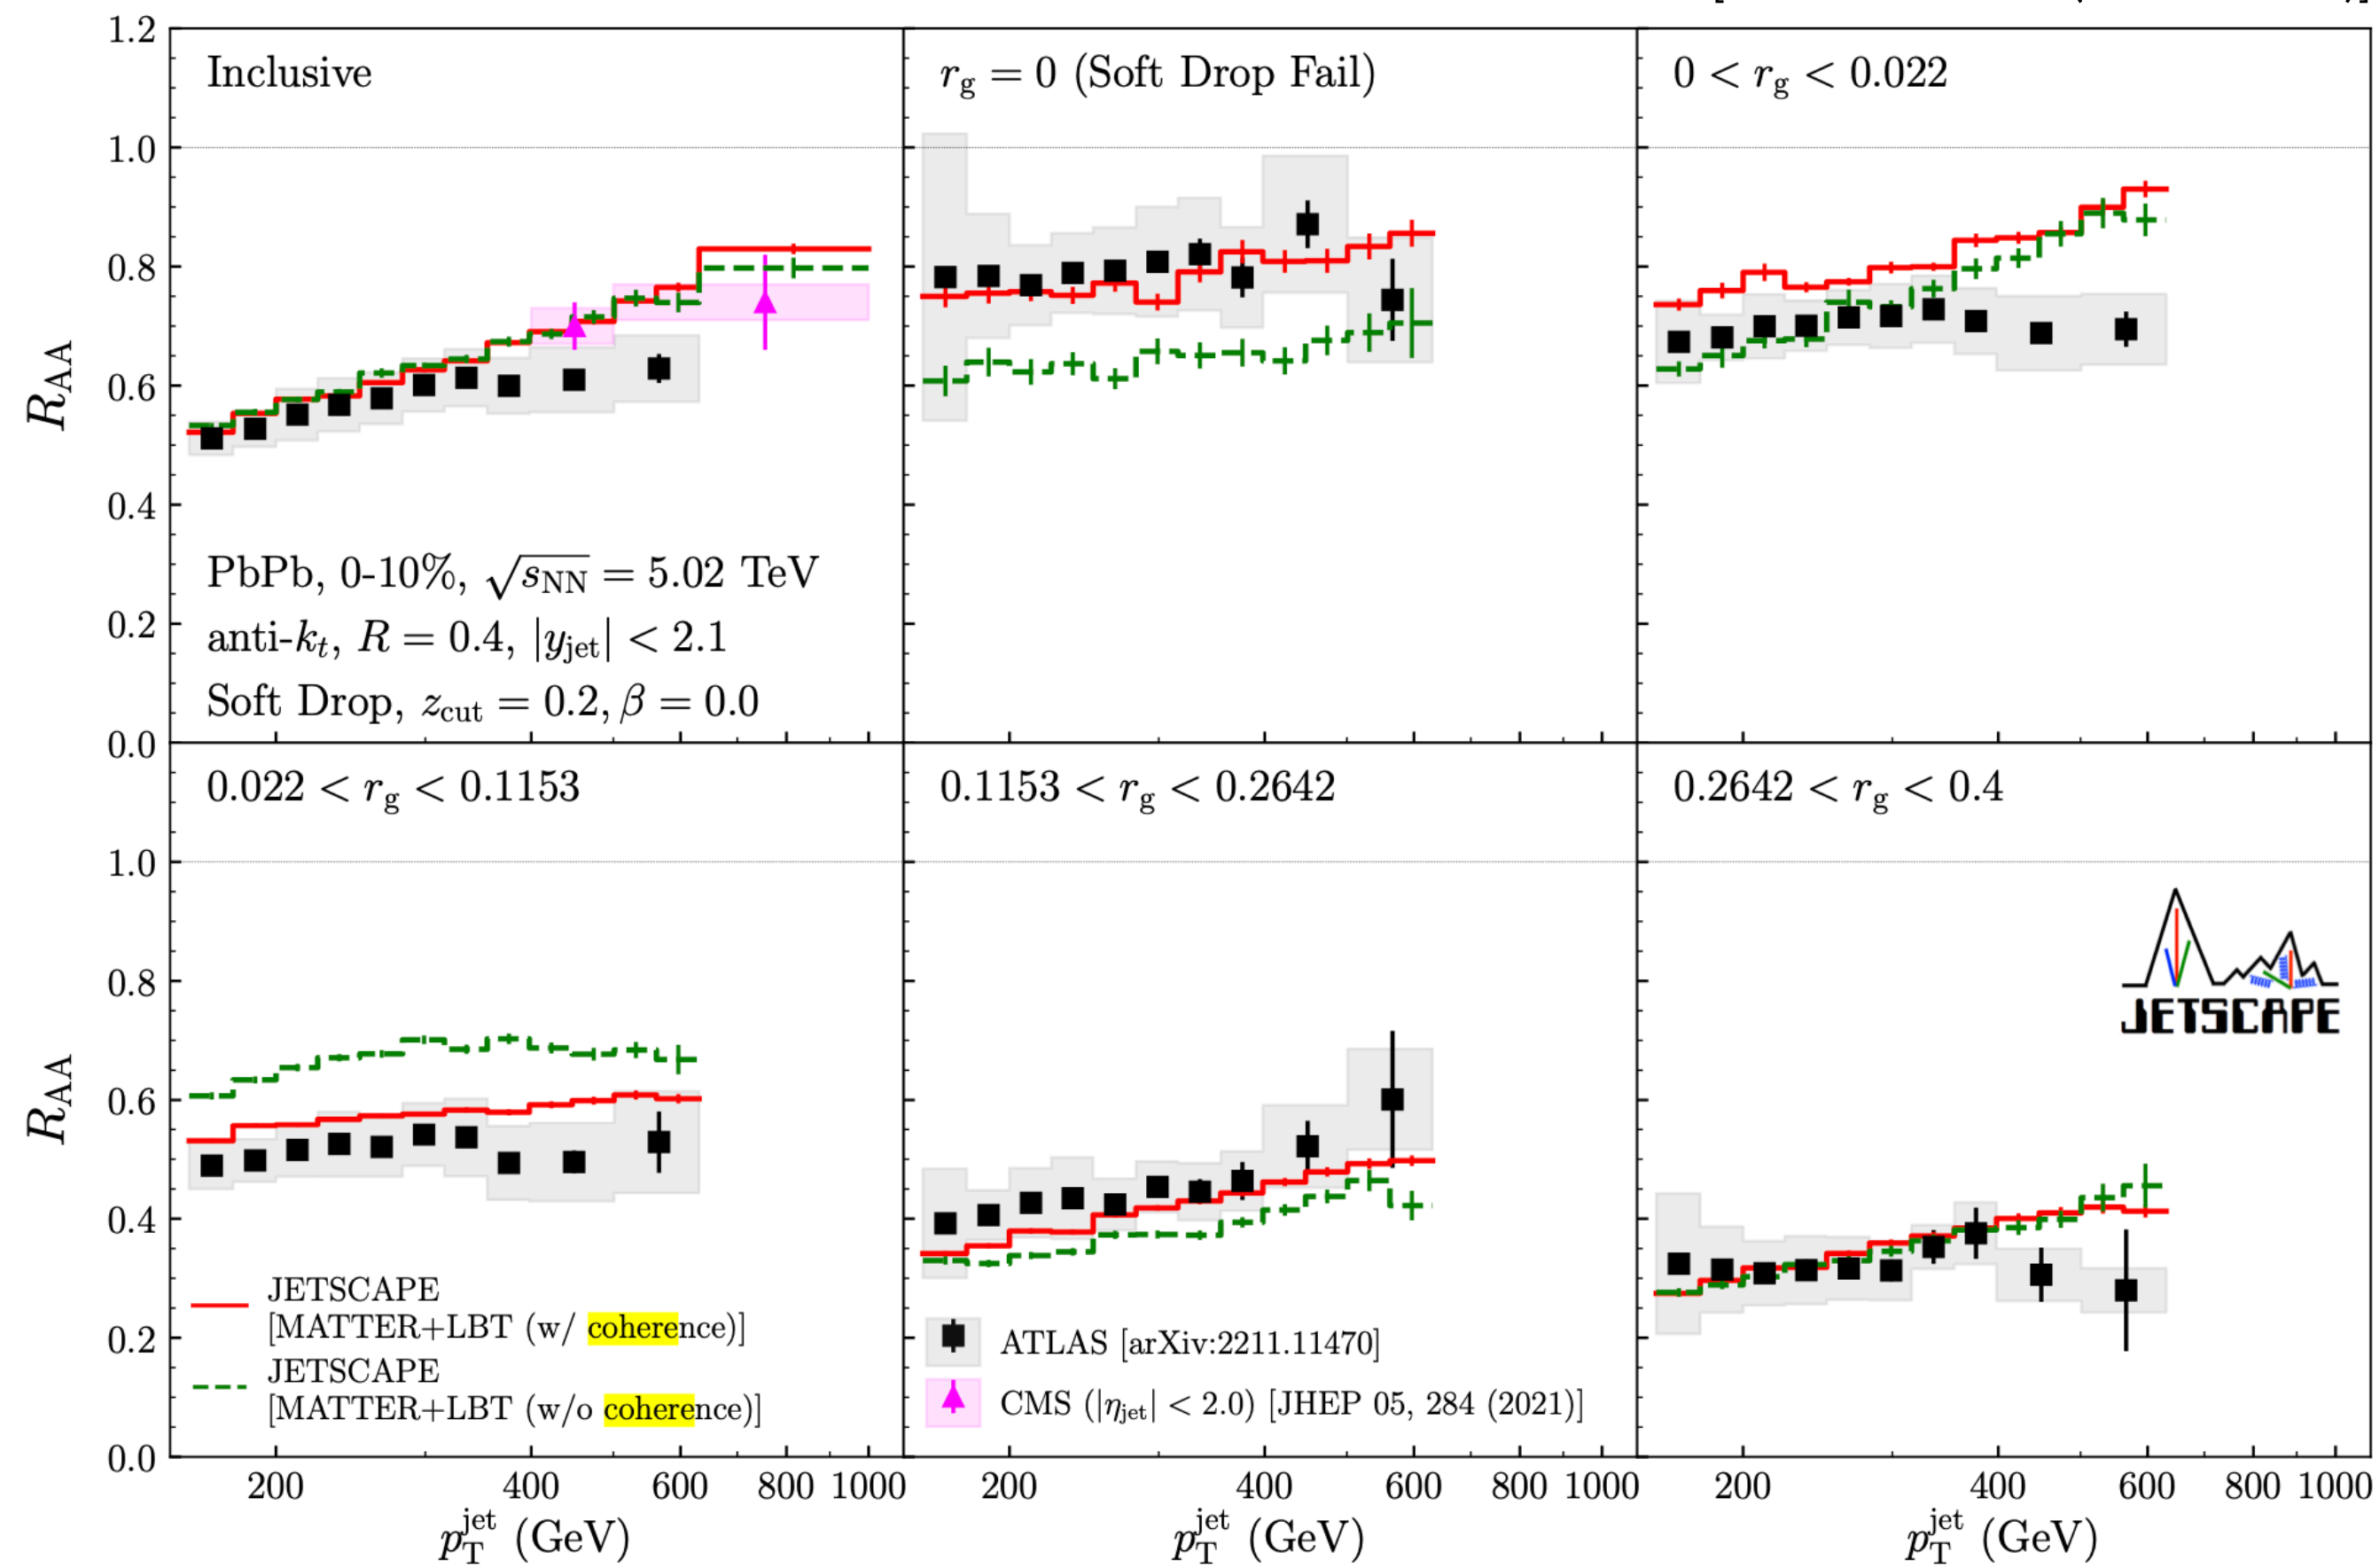 1.2
Inclusive
r_g = 0 (Soft Drop Fail)
0 < r_g < 0.022
1.0
0.8
R_AA
0.6
0.4
PbPb, 0-10%, √s_NN = 5.02 TeV
anti-k_t, R = 0.4, |y_jet| < 2.1
0.2
Soft Drop, z_cut = 0.2, β = 0.0
0.0
0.022 < r_g < 0.1153
0.1153 < r_g < 0.2642
0.2642 < r_g < 0.4
1.0
0.8
JETSCAPE
R_AA
0.6
0.4
JETSCAPE
[MATTER+LBT (w/ coherence)]
JETSCAPE
[MATTER+LBT (w/o coherence)]
ATLAS [arXiv:2211.11470]
CMS (|η_jet| < 2.0) [JHEP 05, 284 (2021)]
0.2
0.0
200 400 600 800 1000
200 400 600 800 1000
200 400 600 800 1000
p_T^jet (GeV)
p_T^jet (GeV)
p_T^jet (GeV)